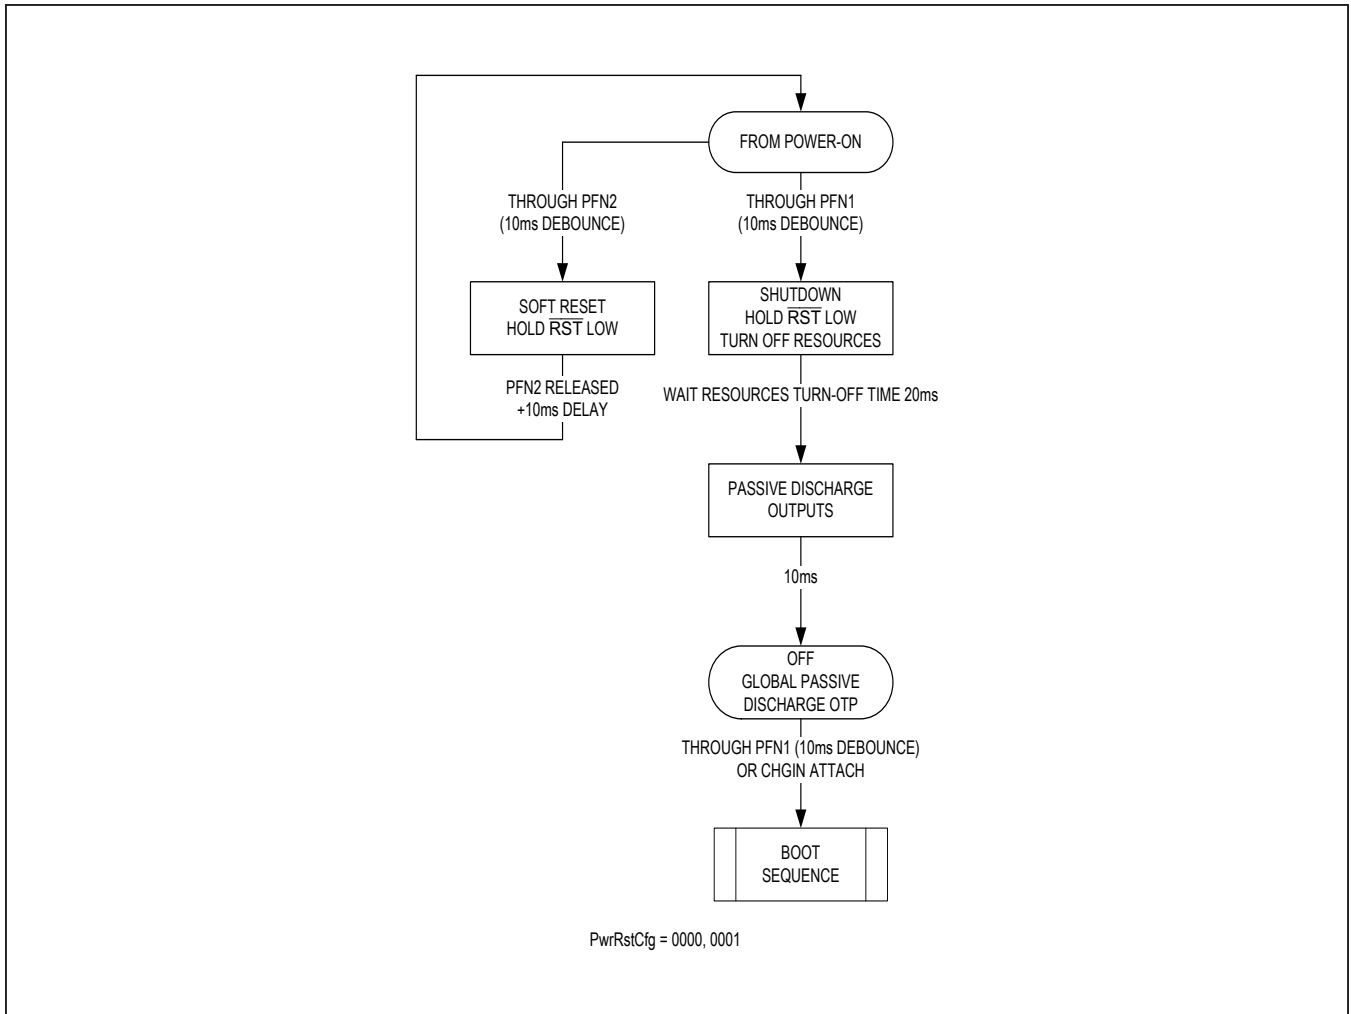 FROM POWER-ON
THROUGH PFN2
(10ms DEBOUNCE)
THROUGH PFN1
(10ms DEBOUNCE)
SOFT RESET
HOLD R̅S̅T̅ LOW
SHUTDOWN
HOLD R̅S̅T̅ LOW
TURN OFF RESOURCES
PFN2 RELEASED
+10ms DELAY
WAIT RESOURCES TURN-OFF TIME 20ms
PASSIVE DISCHARGE
OUTPUTS
10ms
OFF
GLOBAL PASSIVE
DISCHARGE OTP
THROUGH PFN1 (10ms DEBOUNCE)
OR CHGIN ATTACH
BOOT
SEQUENCE
PwrRstCfg = 0000, 0001